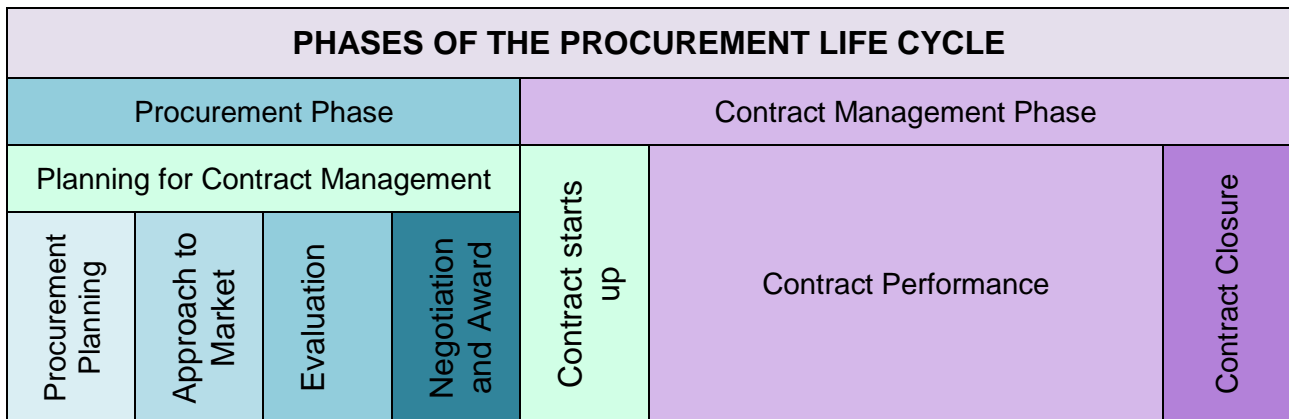 PHASES OF THE PROCUREMENT LIFE CYCLE
Procurement Phase
Contract Management Phase
Planning for Contract Management
Procurement
Planning
Approach to
Market
Evaluation
Negotiation
and Award
Contract starts
up
Contract Performance
Contract Closure